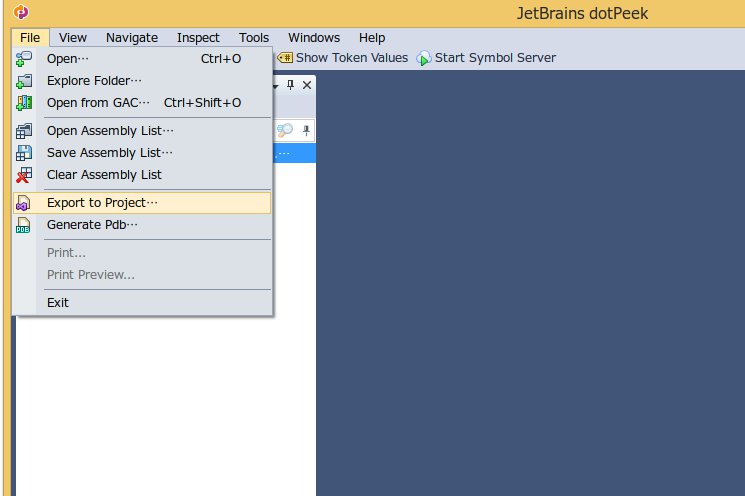 JetBrains dotPeek
File View Navigate Inspect Tools Windows Help
Open··· Ctrl+O
Show Token Values Start Symbol Server
Explore Folder···
Open from GAC··· Ctrl+Shift+O
Open Assembly List···
Save Assembly List···
Clear Assembly List
Export to Project···
PDB Generate Pdb···
Print...
Print Preview...
Exit